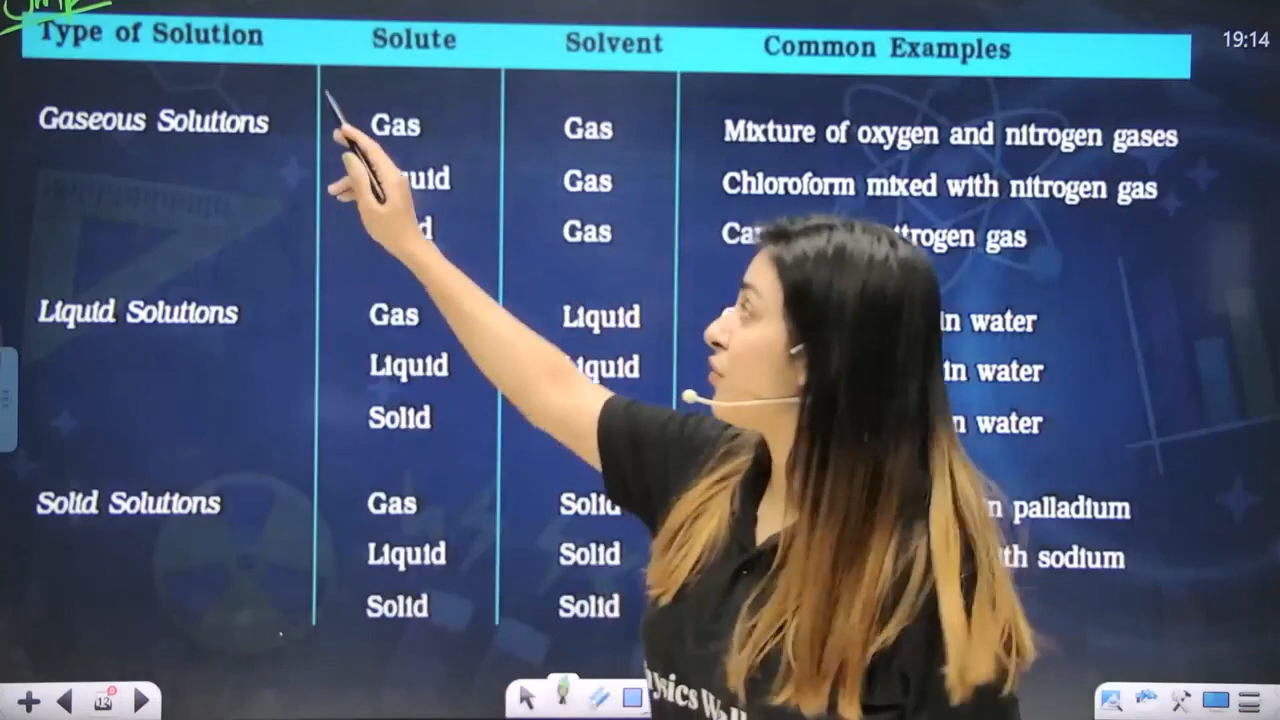 Type of Solution Solute Solvent Common Examples
19:14
Gaseous Solutions Gas Gas Mixture of oxygen and nitrogen gases
Gas Chloroform mixed with nitrogen gas
Gas gas
Liquid Solutions Gas Liquid in water
Liquid in water
Solid water
Solid Solutions Gas palladium
Liquid Solid sodium
Solid Solid
12